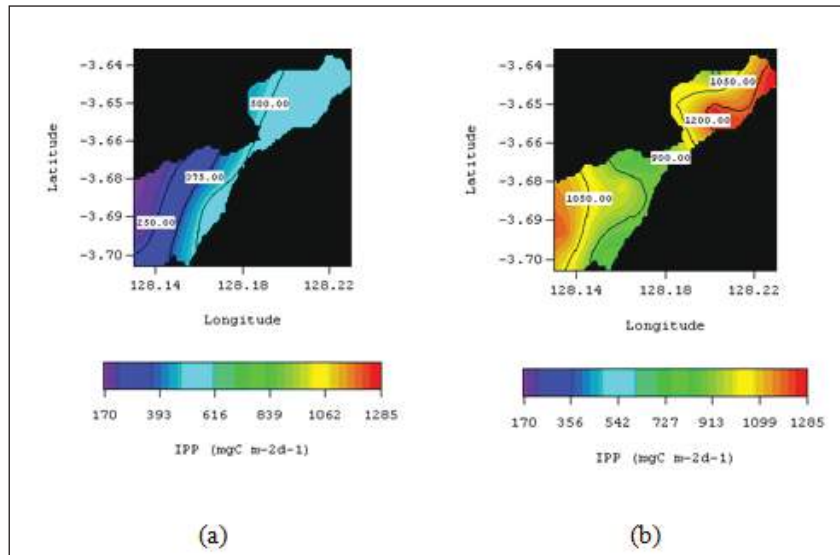 -3.64
-3.65
-3.66
-3.68
-3.69
-3.70
Latitude
500.00
375.00
250.00
128.14 128.18 128.22
Longitude
170 393 616 839 1062 1285
IPP (mgC m-2d-1)
(a)
-3.64
-3.65
-3.66
-3.68
-3.69
-3.70
Latitude
1050.00
1200.00
900.00
1050.00
128.14 128.18 128.22
Longitude
170 356 542 727 913 1099 1285
IPP (mgC m-2d-1)
(b)